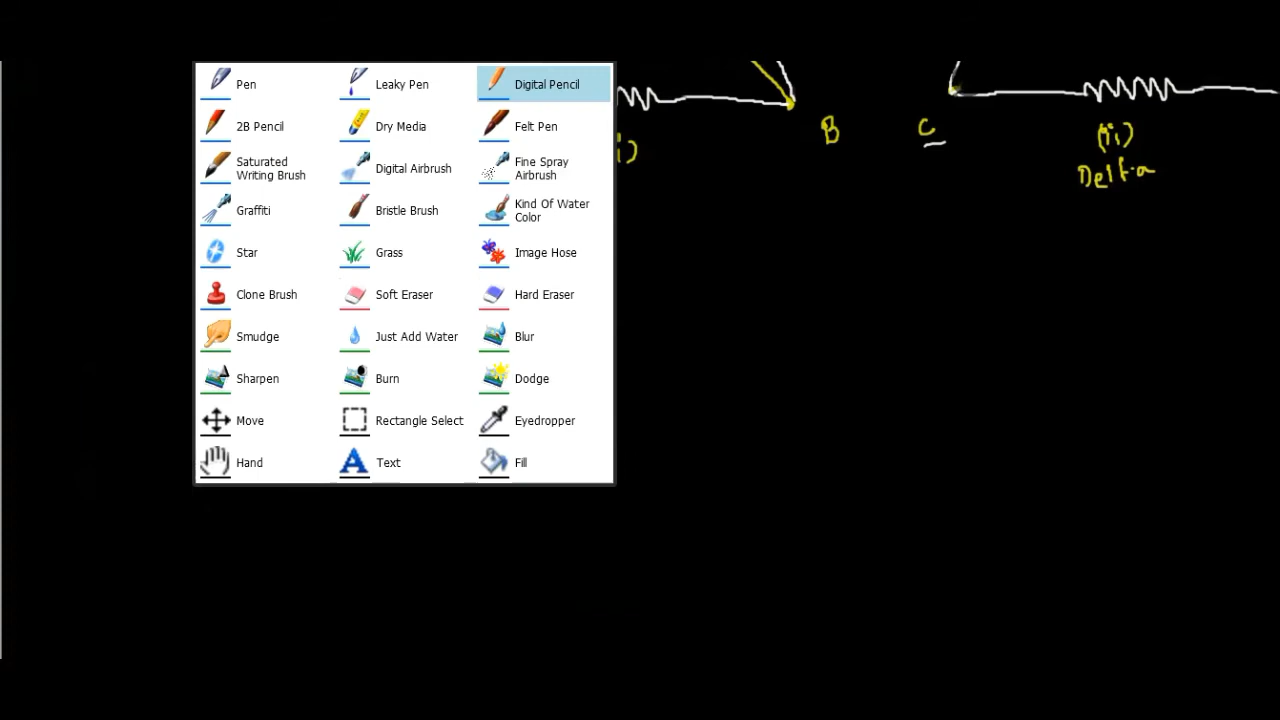 Pen Leaky Pen Digital Pencil
2B Pencil Dry Media Felt Pen
Saturated Writing Brush Digital Airbrush Fine Spray Airbrush
Graffiti Bristle Brush Kind Of Water Color
Star Grass Image Hose
Clone Brush Soft Eraser Hard Eraser
Smudge Just Add Water Blur
Sharpen Burn Dodge
Move Rectangle Select Eyedropper
Hand Text Fill
i)
B
C
(ii)
Delta